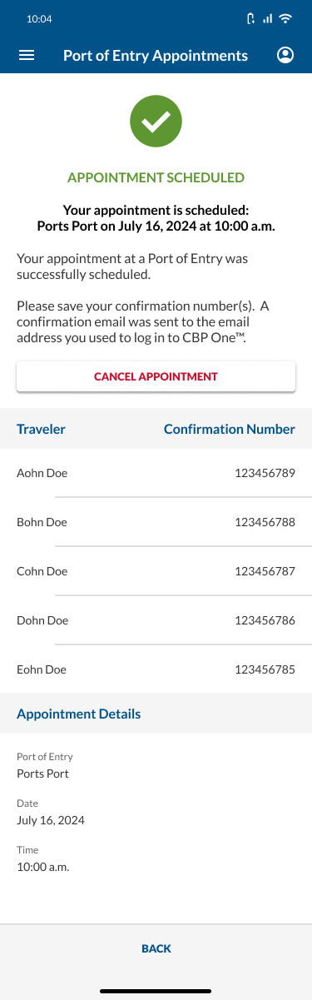 10:04
Port of Entry Appointments
APPOINTMENT SCHEDULED
Your appointment is scheduled:
Ports Port on July 16, 2024 at 10:00 a.m.
Your appointment at a Port of Entry was
successfully scheduled.
Please save your confirmation number(s).  A
confirmation email was sent to the email
address you used to log in to CBP One™.
CANCEL APPOINTMENT
Traveler Confirmation Number
Aohn Doe 123456789
Bohn Doe 123456788
Cohn Doe 123456787
Dohn Doe 123456786
Eohn Doe 123456785
Appointment Details
Port of Entry
Ports Port
Date
July 16, 2024
Time
10:00 a.m.
BACK